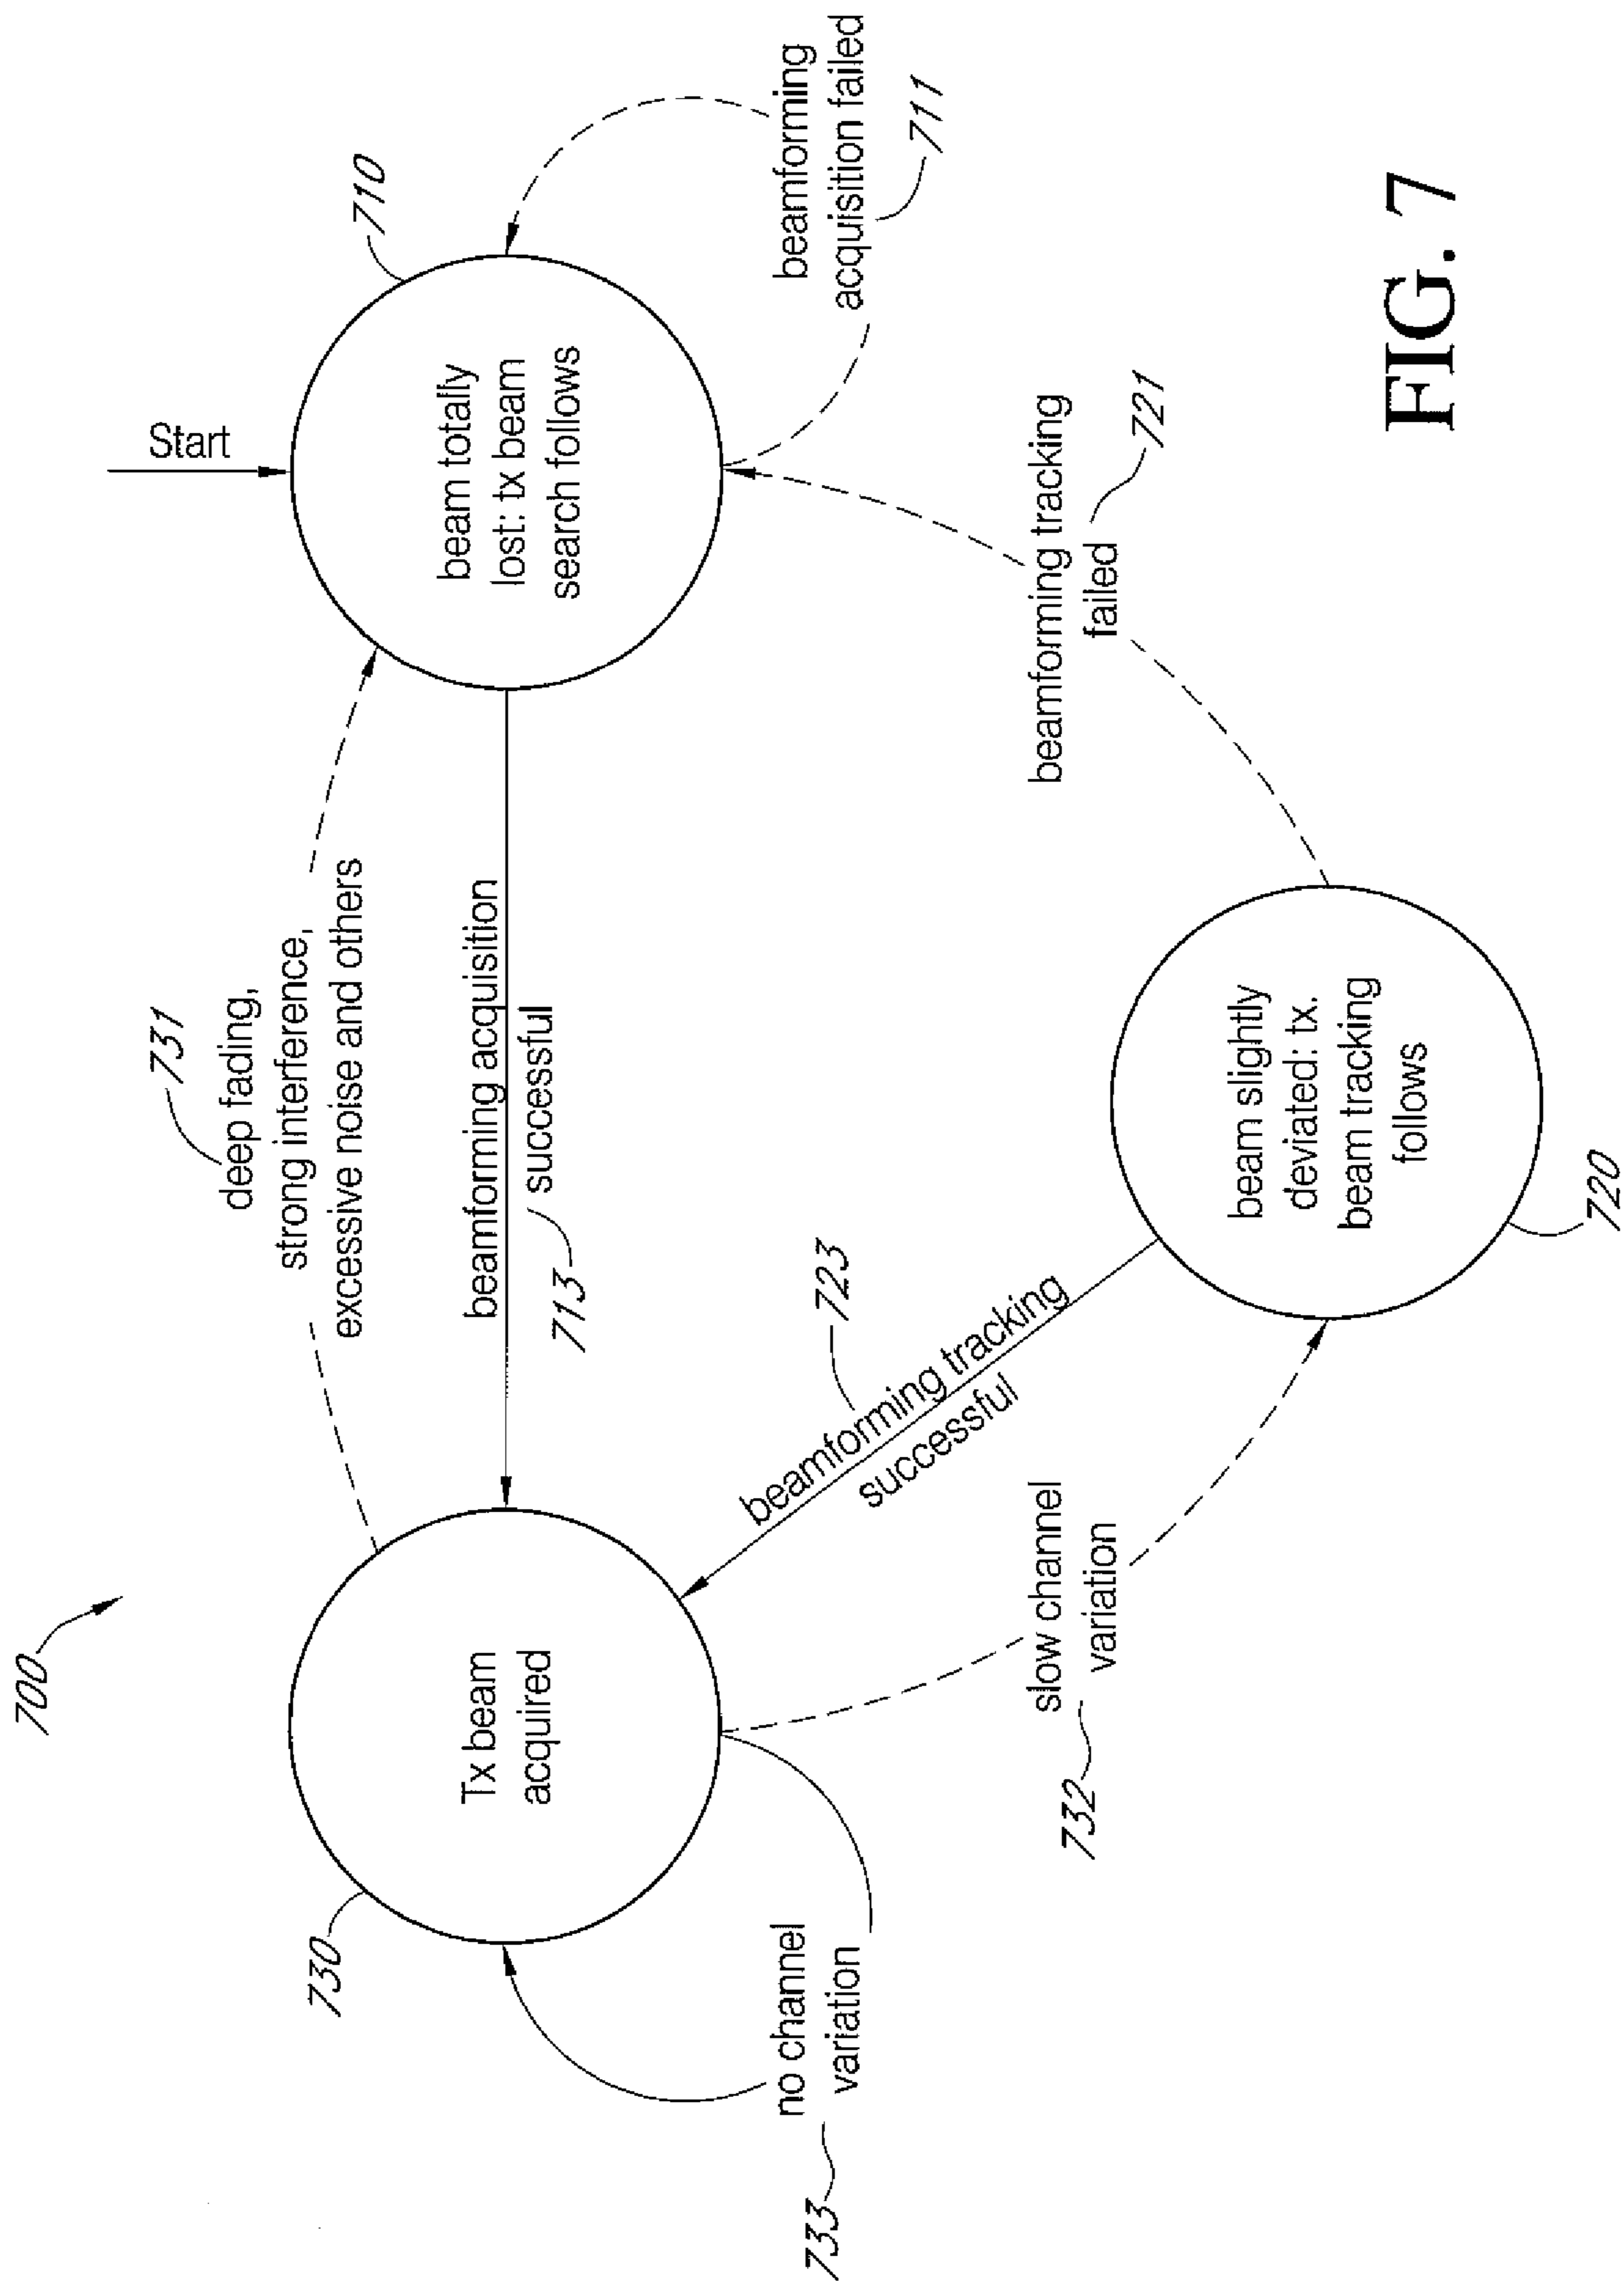 700
Start
710
731
deep fading,
strong interference,
excessive noise and others
730
Tx beam
acquired
beamforming acquisition
successful
713
beam totally
lost: tx beam
search follows
beamforming
acquisition failed
711
no channel
variation
733
723
beamforming tracking
successful
slow channel
variation
732
beamforming tracking
failed
721
beam slightly
deviated: tx.
beam tracking
follows
720
FIG. 7